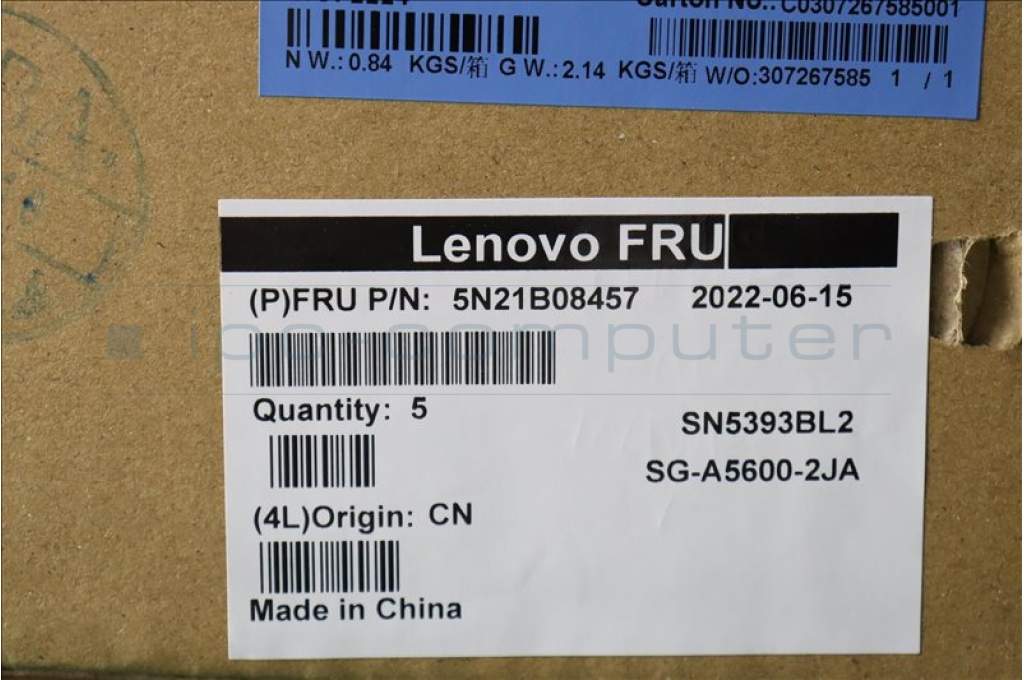 Carton No.: C0307267585001
N W.: 0.84 KGS/箱 G W.: 2.14 KGS/箱 W/O:307267585 1 / 1
Lenovo FRU
(P)FRU P/N: 5N21B08457 2022-06-15
ipc-computer
Quantity: 5
SN5393BL2
SG-A5600-2JA
(4L)Origin: CN
Made in China